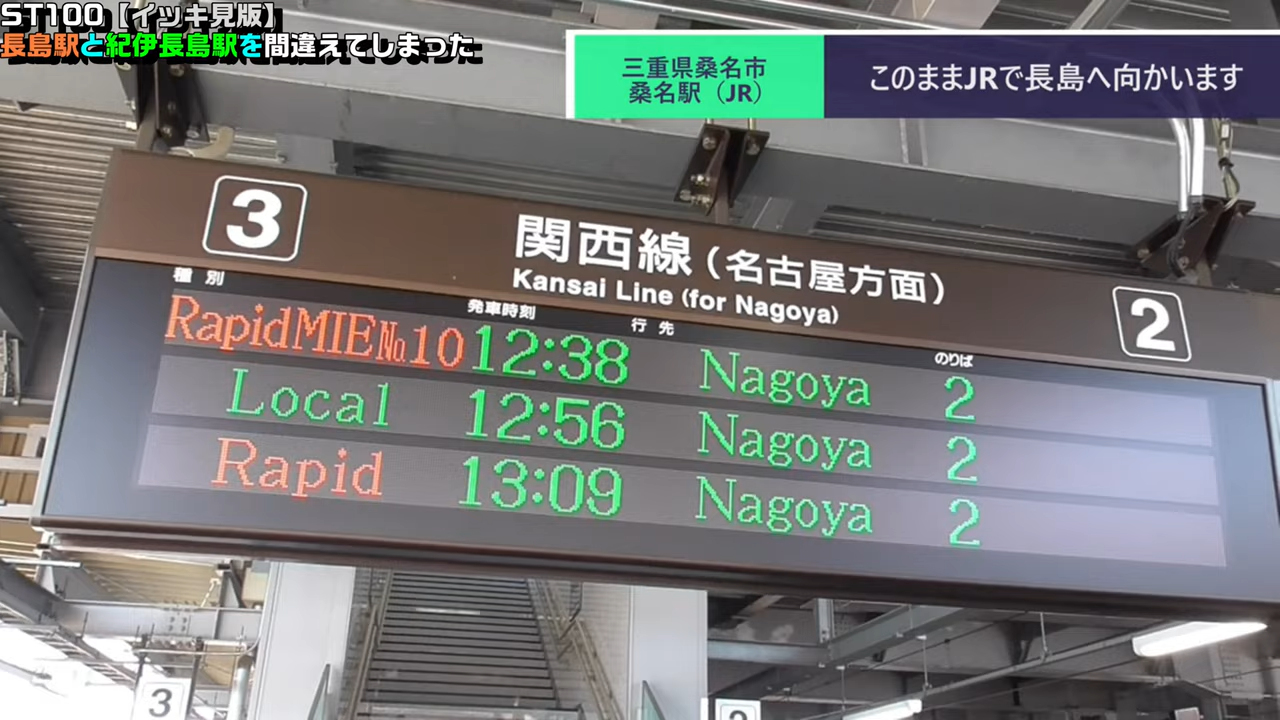 ST100【イッキ見版】
長島駅と紀伊長島駅を間違えてしまった
三重県桑名市
桑名駅（JR）
このままJRで長島へ向かいます
3
関西線（名古屋方面）
Kansai Line (for Nagoya)
2
種別 発車時刻 行先 のりば
RapidMIE№10 12:38 Nagoya 2
Local 12:56 Nagoya 2
Rapid 13:09 Nagoya 2
3